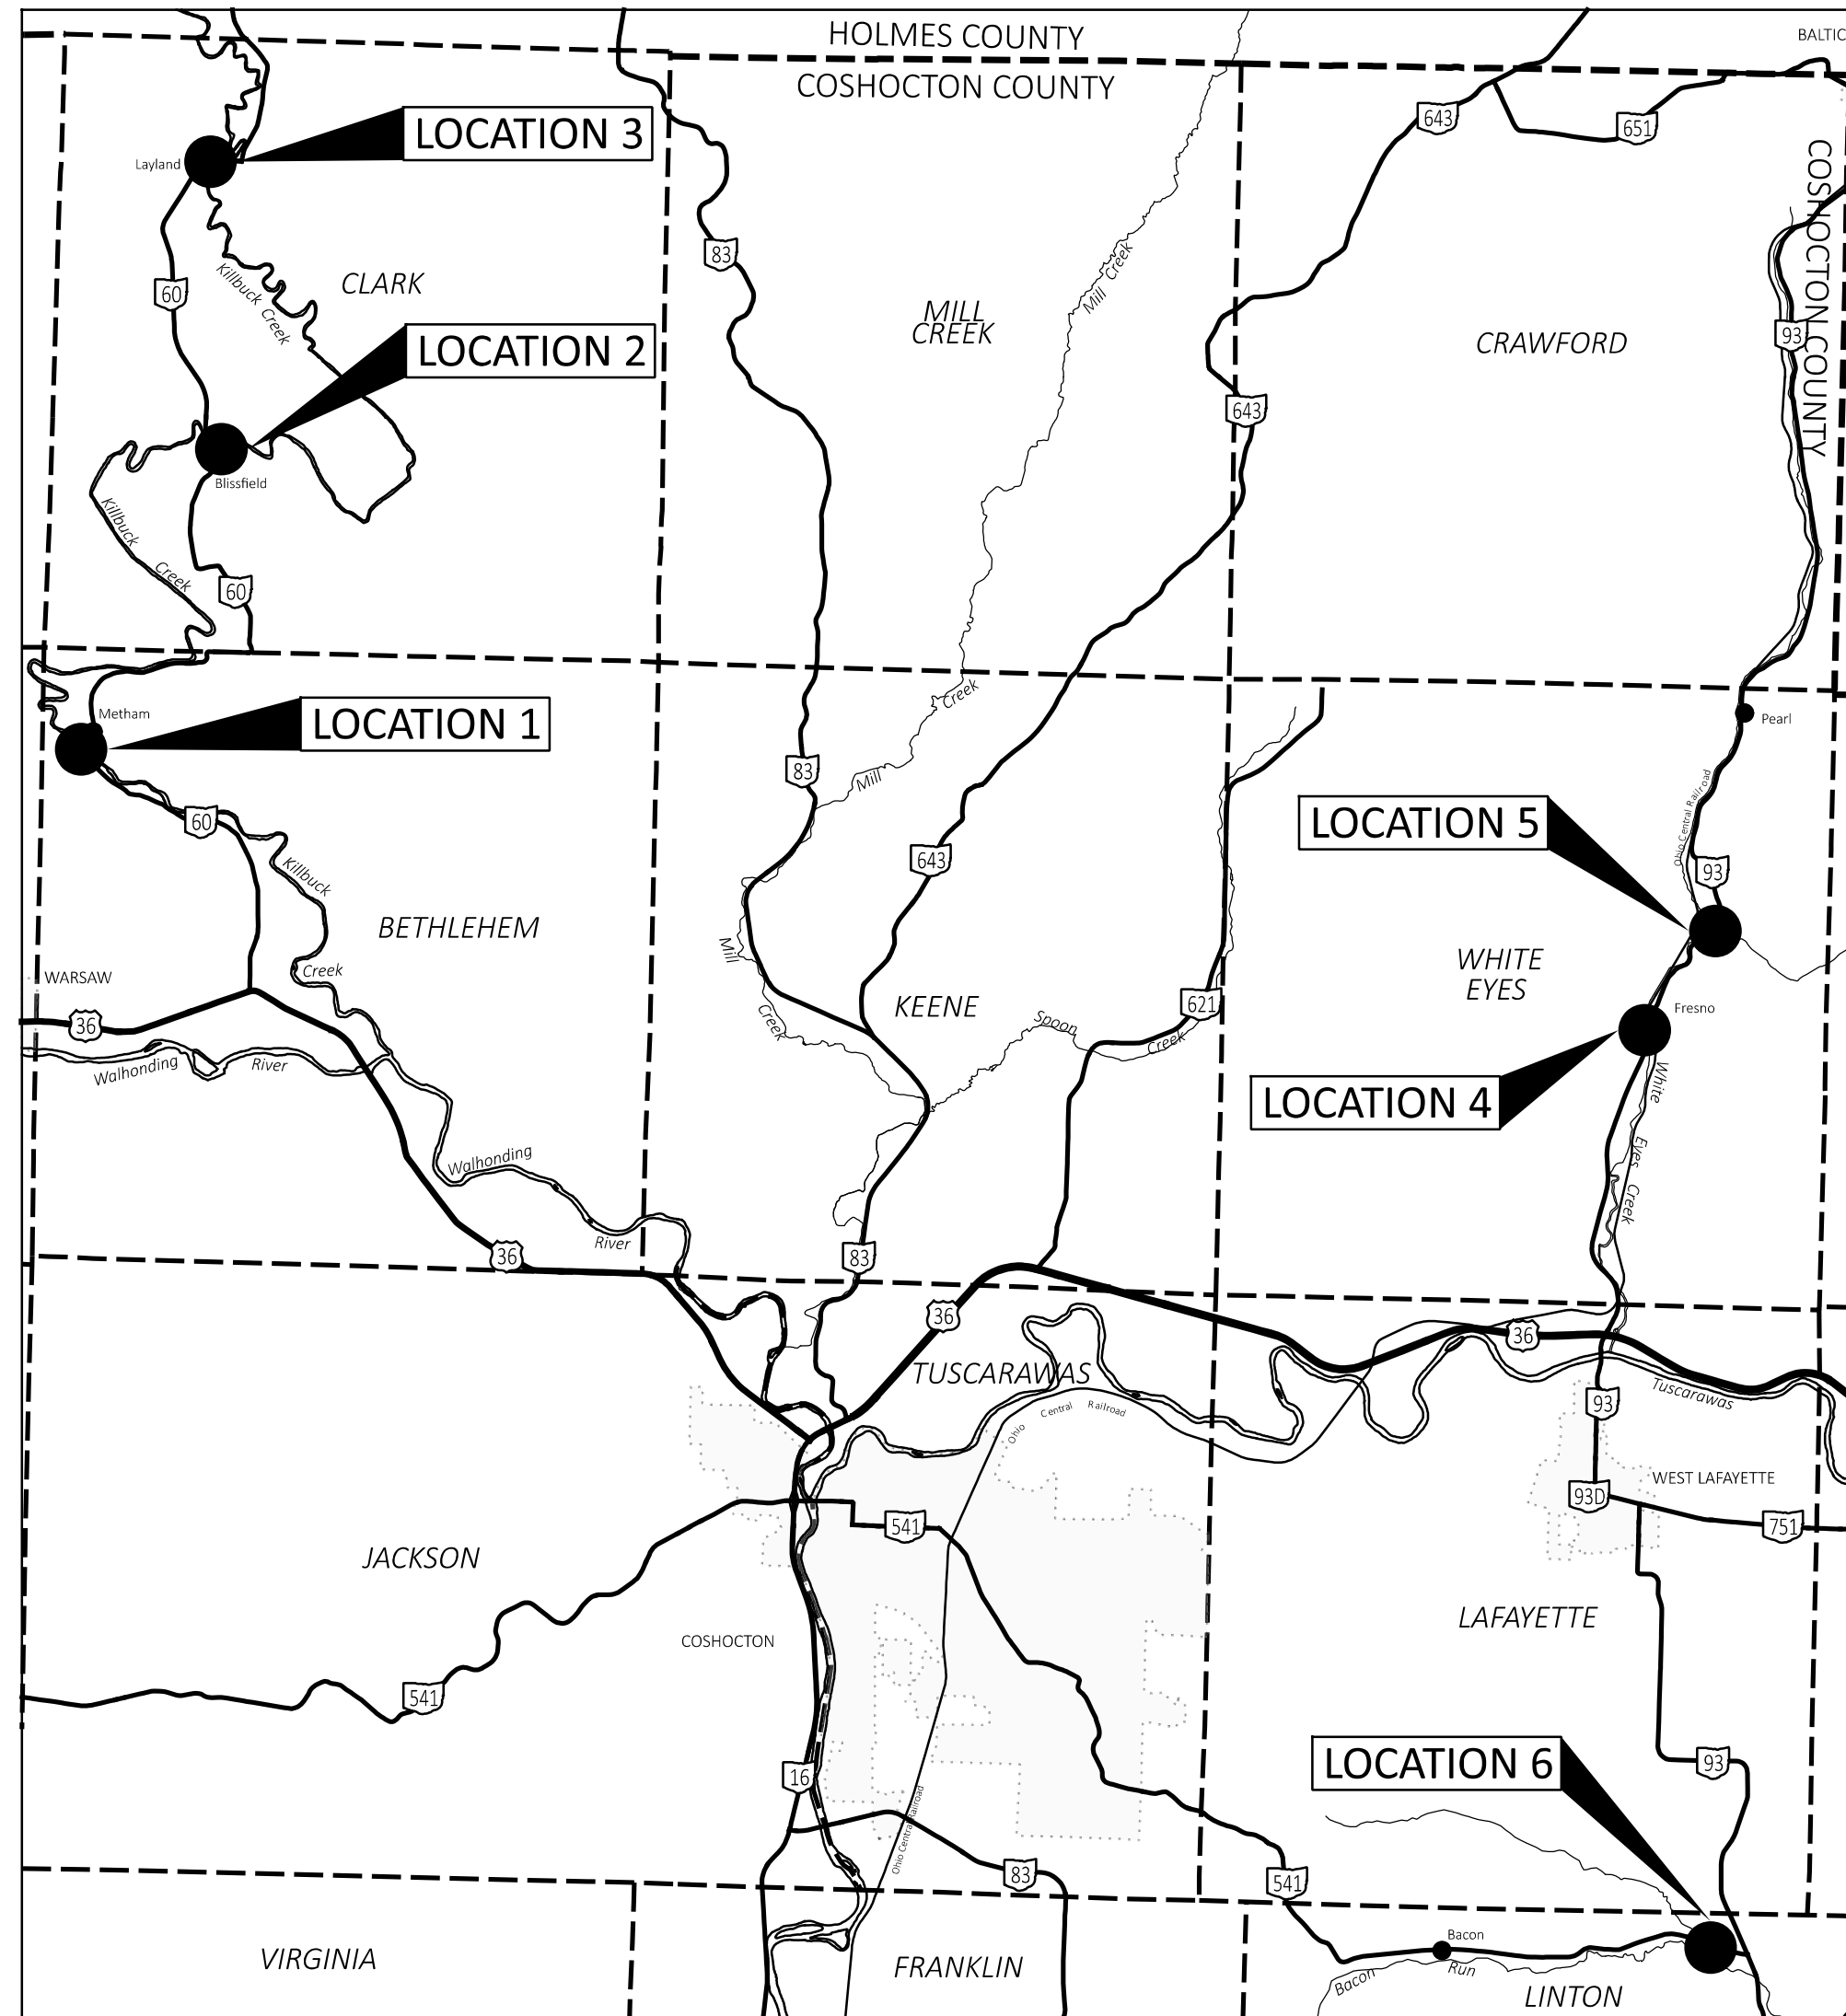 HOLMES COUNTY
COSHOCTON COUNTY
BALTIC
643
651
LOCATION 3
Layland
COSHOCTON COUNTY
83
Killbuck Creek
CLARK
60
Mill Creek
MILL
CREEK
CRAWFORD
93
LOCATION 2
643
Blissfield
Killbuck
Creek
60
Creek
Metham
LOCATION 1
Pearl
83
Mill
60
Ohio Central Railroad
LOCATION 5
643
93
Killbuck
BETHLEHEM
Mill
WHITE
EYES
Creek
WARSAW
36
KEENE
621
Fresno
Creek
Spoon
Creek
Walhonding
River
White
LOCATION 4
Walhonding
Eyes
Creek
River
36
83
36
36
TUSCARAWAS
Tuscarawas
93
Ohio
Central
Railroad
WEST LAFAYETTE
93D
541
751
JACKSON
LAFAYETTE
COSHOCTON
541
16
LOCATION 6
93
Ohio Central Railroad
83
541
Bacon
VIRGINIA
FRANKLIN
Bacon
Run
LINTON